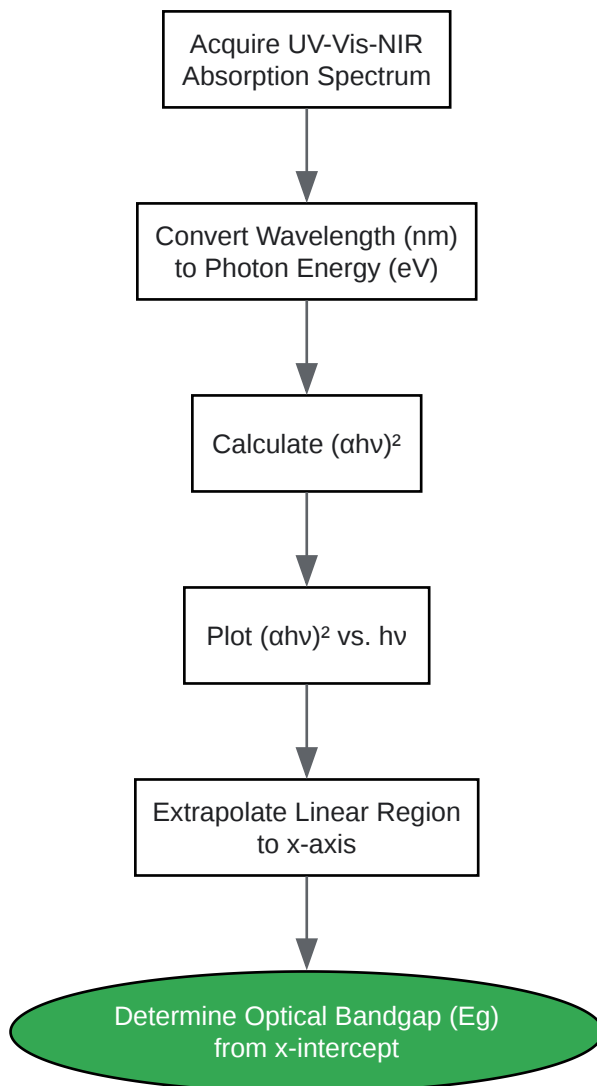 Acquire UV-Vis-NIR
Absorption Spectrum
Convert Wavelength (nm)
to Photon Energy (eV)
Calculate (αhν)²
Plot (αhν)² vs. hν
Extrapolate Linear Region
to x-axis
Determine Optical Bandgap (Eg)
from x-intercept